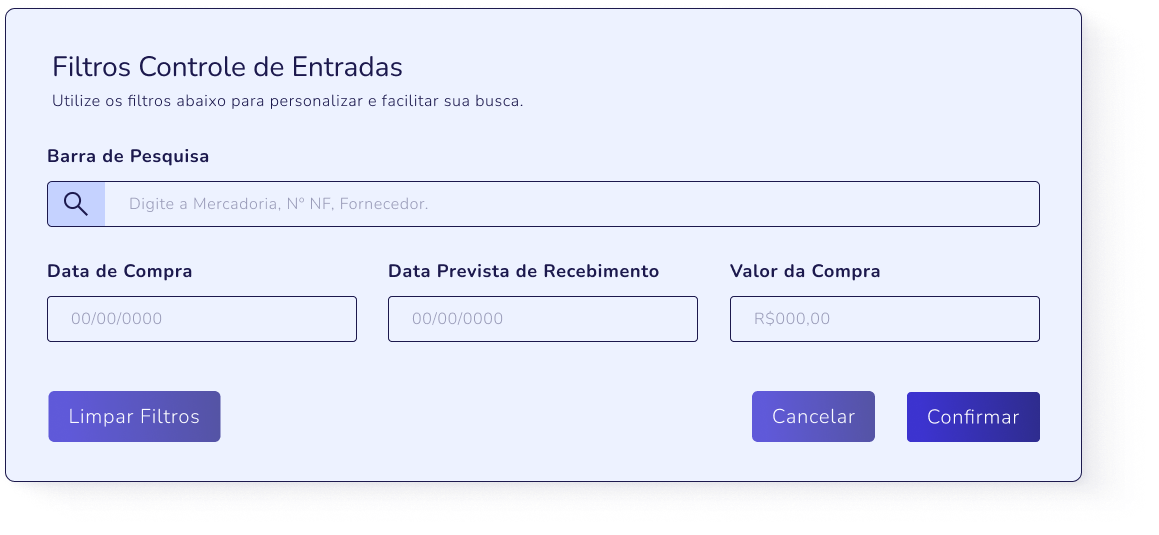 Filtros Controle de Entradas
Utilize os filtros abaixo para personalizar e facilitar sua busca.
Barra de Pesquisa
Digite a Mercadoria, Nº NF, Fornecedor.
Data de Compra
Data Prevista de Recebimento
Valor da Compra
00/00/0000
00/00/0000
R$000,00
Limpar Filtros
Cancelar
Confirmar